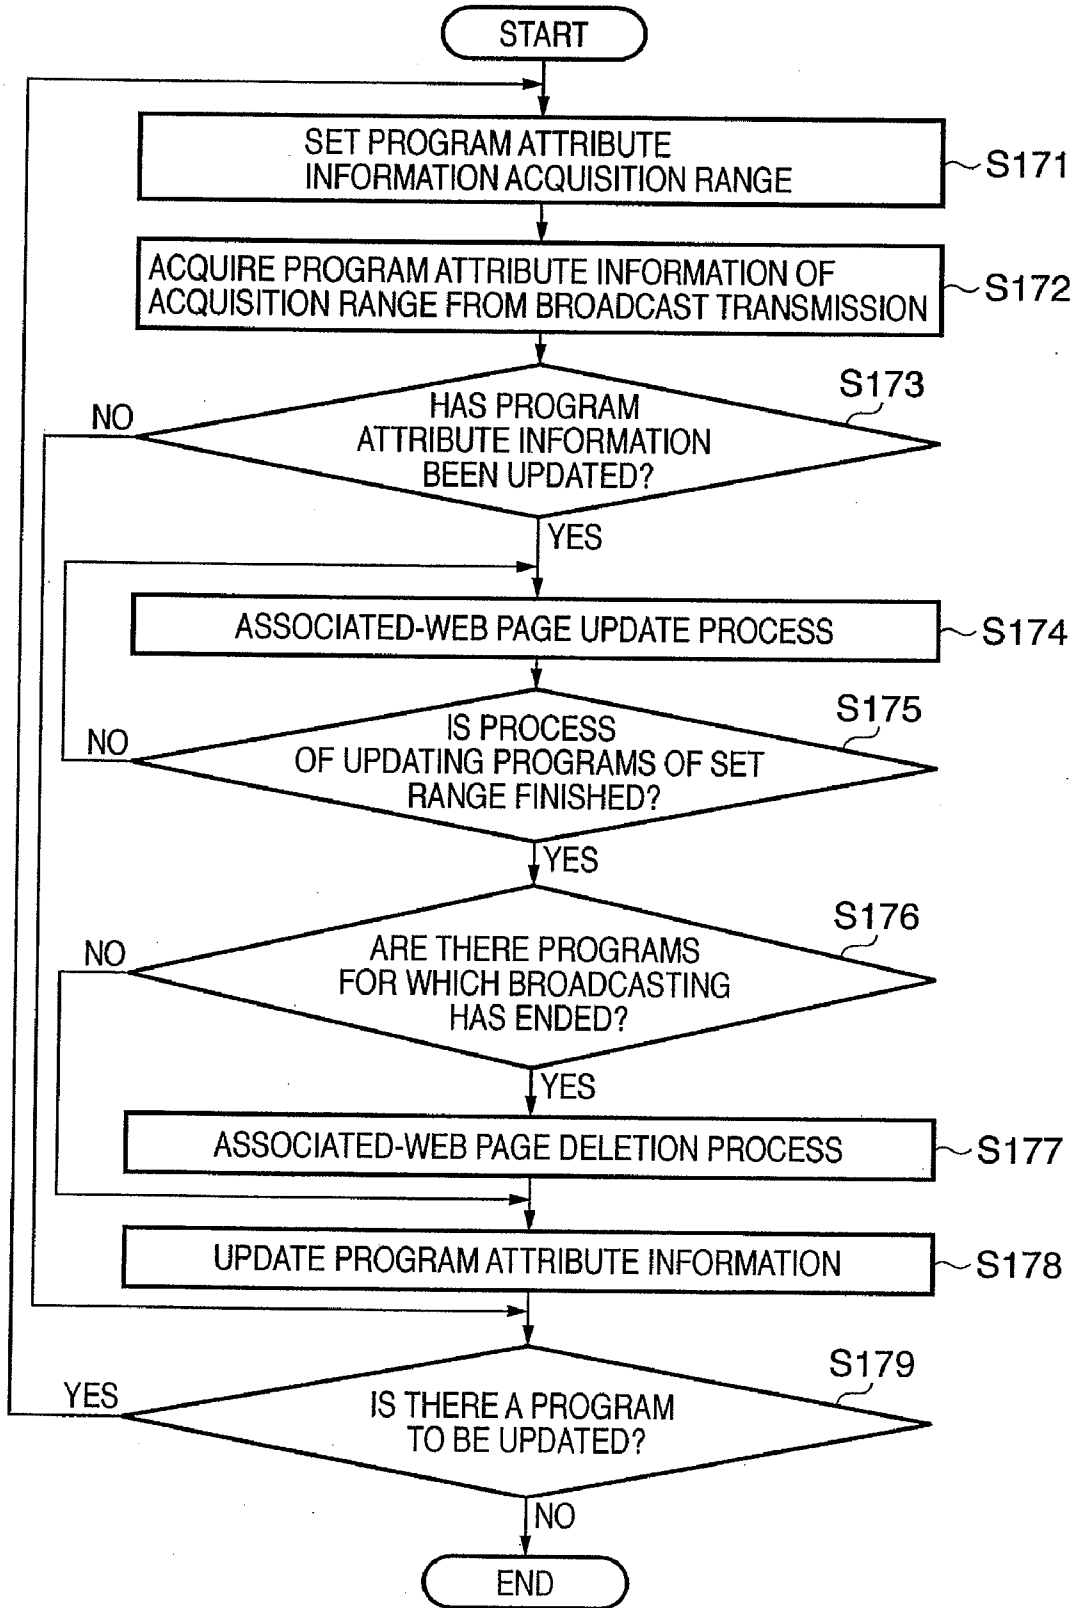 START
SET PROGRAM ATTRIBUTE
INFORMATION ACQUISITION RANGE
S171
ACQUIRE PROGRAM ATTRIBUTE INFORMATION OF
ACQUISITION RANGE FROM BROADCAST TRANSMISSION
S172
S173
NO
HAS PROGRAM
ATTRIBUTE INFORMATION
BEEN UPDATED?
YES
ASSOCIATED-WEB PAGE UPDATE PROCESS
S174
S175
NO
IS PROCESS
OF UPDATING PROGRAMS OF SET
RANGE FINISHED?
YES
S176
NO
ARE THERE PROGRAMS
FOR WHICH BROADCASTING
HAS ENDED?
YES
ASSOCIATED-WEB PAGE DELETION PROCESS
S177
UPDATE PROGRAM ATTRIBUTE INFORMATION
S178
S179
YES
IS THERE A PROGRAM
TO BE UPDATED?
NO
END